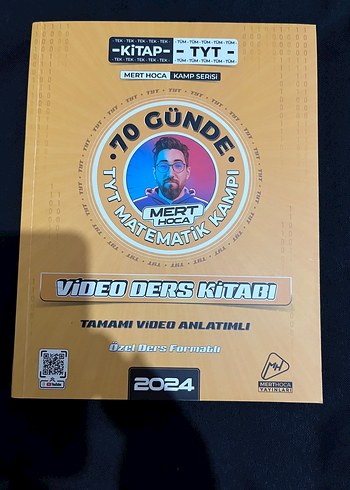 - TEK - TEK - TEK - TEK - TEK -
-KİTAP-
- TEK - TEK - TEK - TEK - TEK -
- TÜM - TÜM - TÜM - TÜM - TÜM -
- TYT -
- TÜM - TÜM - TÜM - TÜM - TÜM -
MERT HOCA KAMP SERİSİ
• 70 GÜNDE •
TYT MATEMATİK KAMPI
MERT
HOCA
VİDEO DERS KİTABI
TAMAMI VİDEO ANLATIMLI
Özel Ders Formatlı
YouTube
2024
MH
MERTHOCA
YAYINLARI